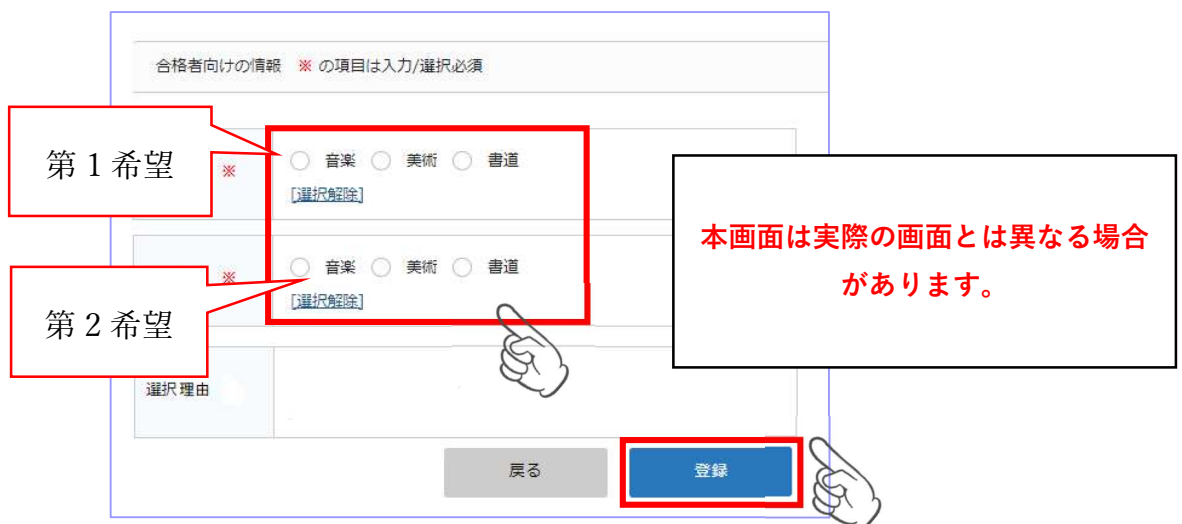 合格者向けの情報 ※ の項目は入力/選択必須
第1希望
※
音楽 美術 書道
[選択解除]
本画面は実際の画面とは異なる場合
があります。
第2希望
※
音楽 美術 書道
[選択解除]
選択理由
戻る
登録